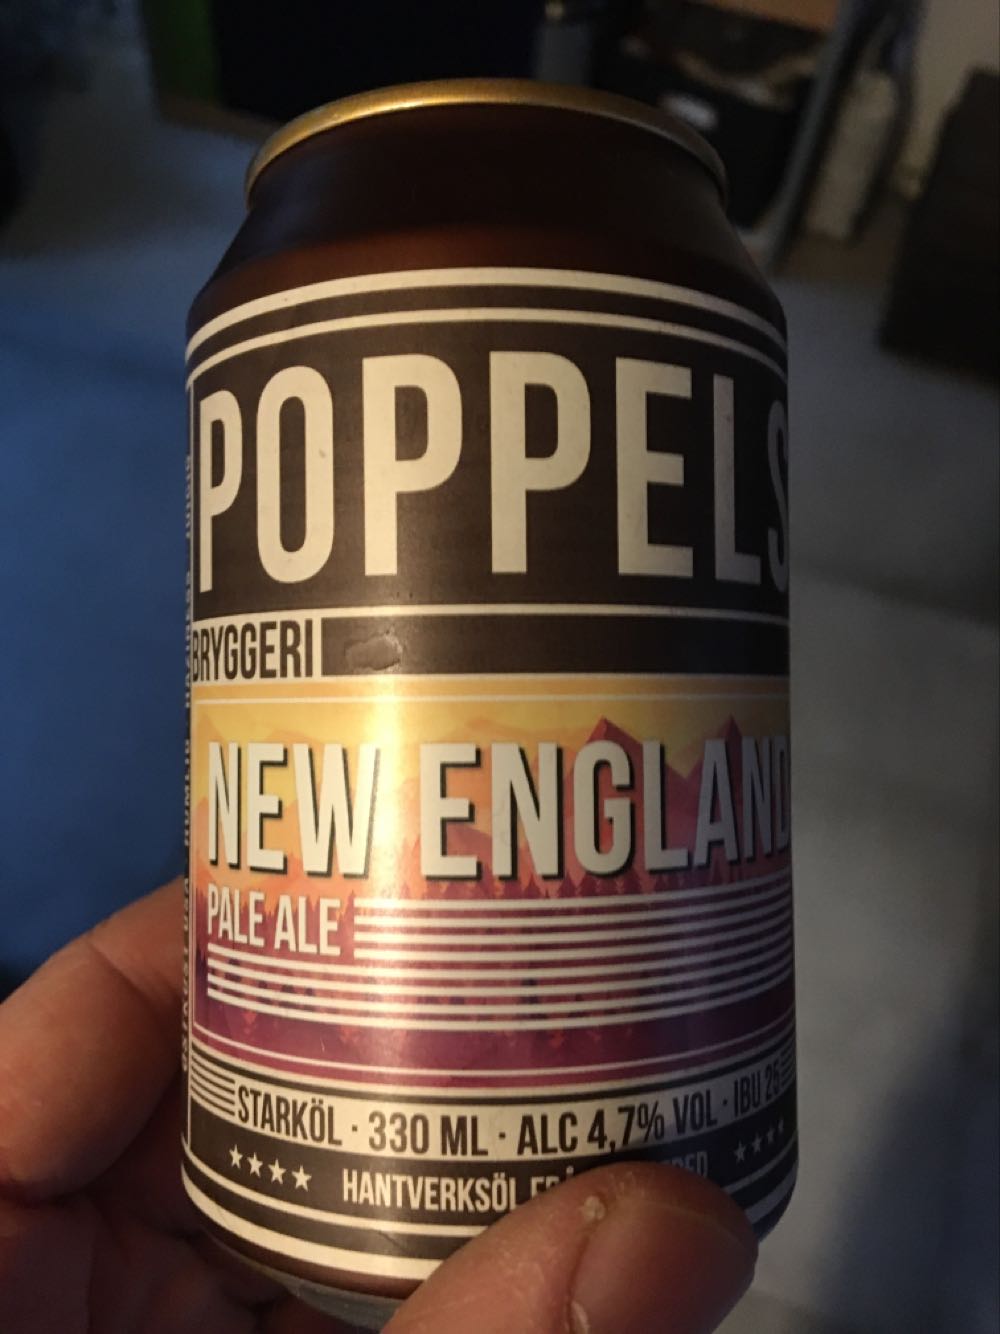 POPPELS
BRYGGERI
NEW ENGLAND
PALE ALE
STARKÖL · 330 ML · ALC 4,7% VOL · IBU 25
HANTVERKSÖL